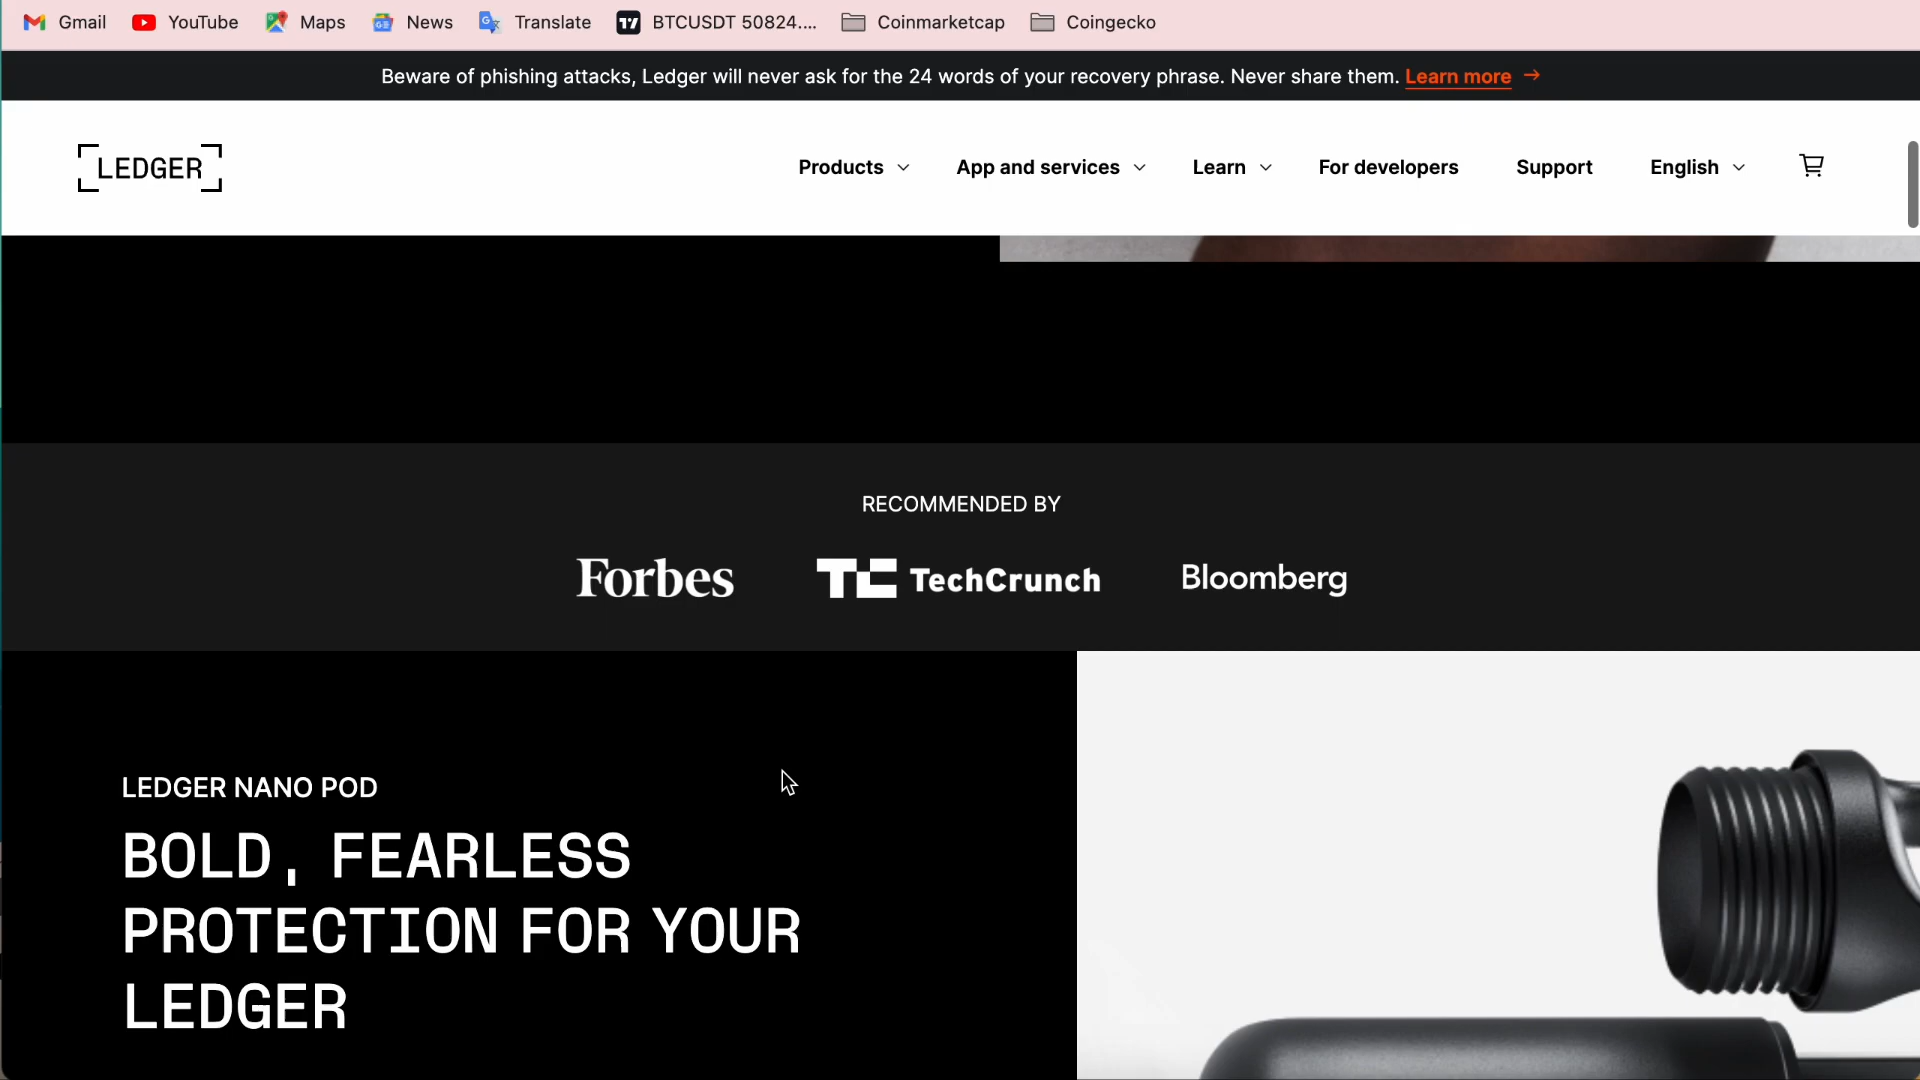 Gmail YouTube Maps News Translate BTCUSDT 50824.... Coinmarketcap Coingecko
Beware of phishing attacks, Ledger will never ask for the 24 words of your recovery phrase. Never share them. Learn more →
LEDGER Products App and services Learn For developers Support English
RECOMMENDED BY
Forbes TC TechCrunch Bloomberg
LEDGER NANO POD
BOLD, FEARLESS
PROTECTION FOR YOUR
LEDGER